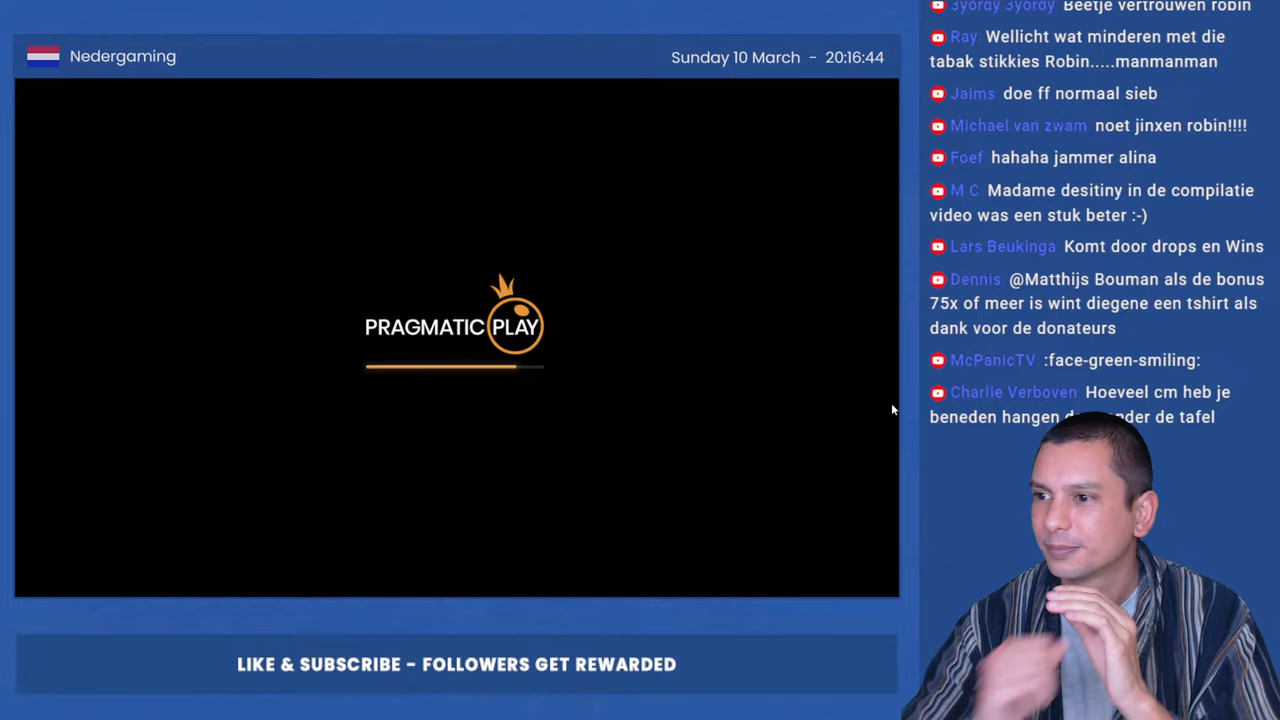 Nedergaming
Sunday 10 March - 20:16:44
PRAGMATIC PLAY
LIKE & SUBSCRIBE - FOLLOWERS GET REWARDED
3yordy 3yordy: Beetje vertrouwen robin
Ray: Wellicht wat minderen met die
tabak stikkies Robin.....manmanman
Jaims: doe ff normaal sieb
Michael van zwam: noet jinxen robin!!!!
Foef: hahaha jammer alina
M C: Madame desitiny in de compilatie
video was een stuk beter :-)
Lars Beukinga: Komt door drops en Wins
Dennis: @Matthijs Bouman als de bonus
75x of meer is wint diegene een tshirt als
dank voor de donateurs
McPanicTV: :face-green-smiling:
Charlie Verboven: Hoeveel cm heb je
beneden hangen de tafel